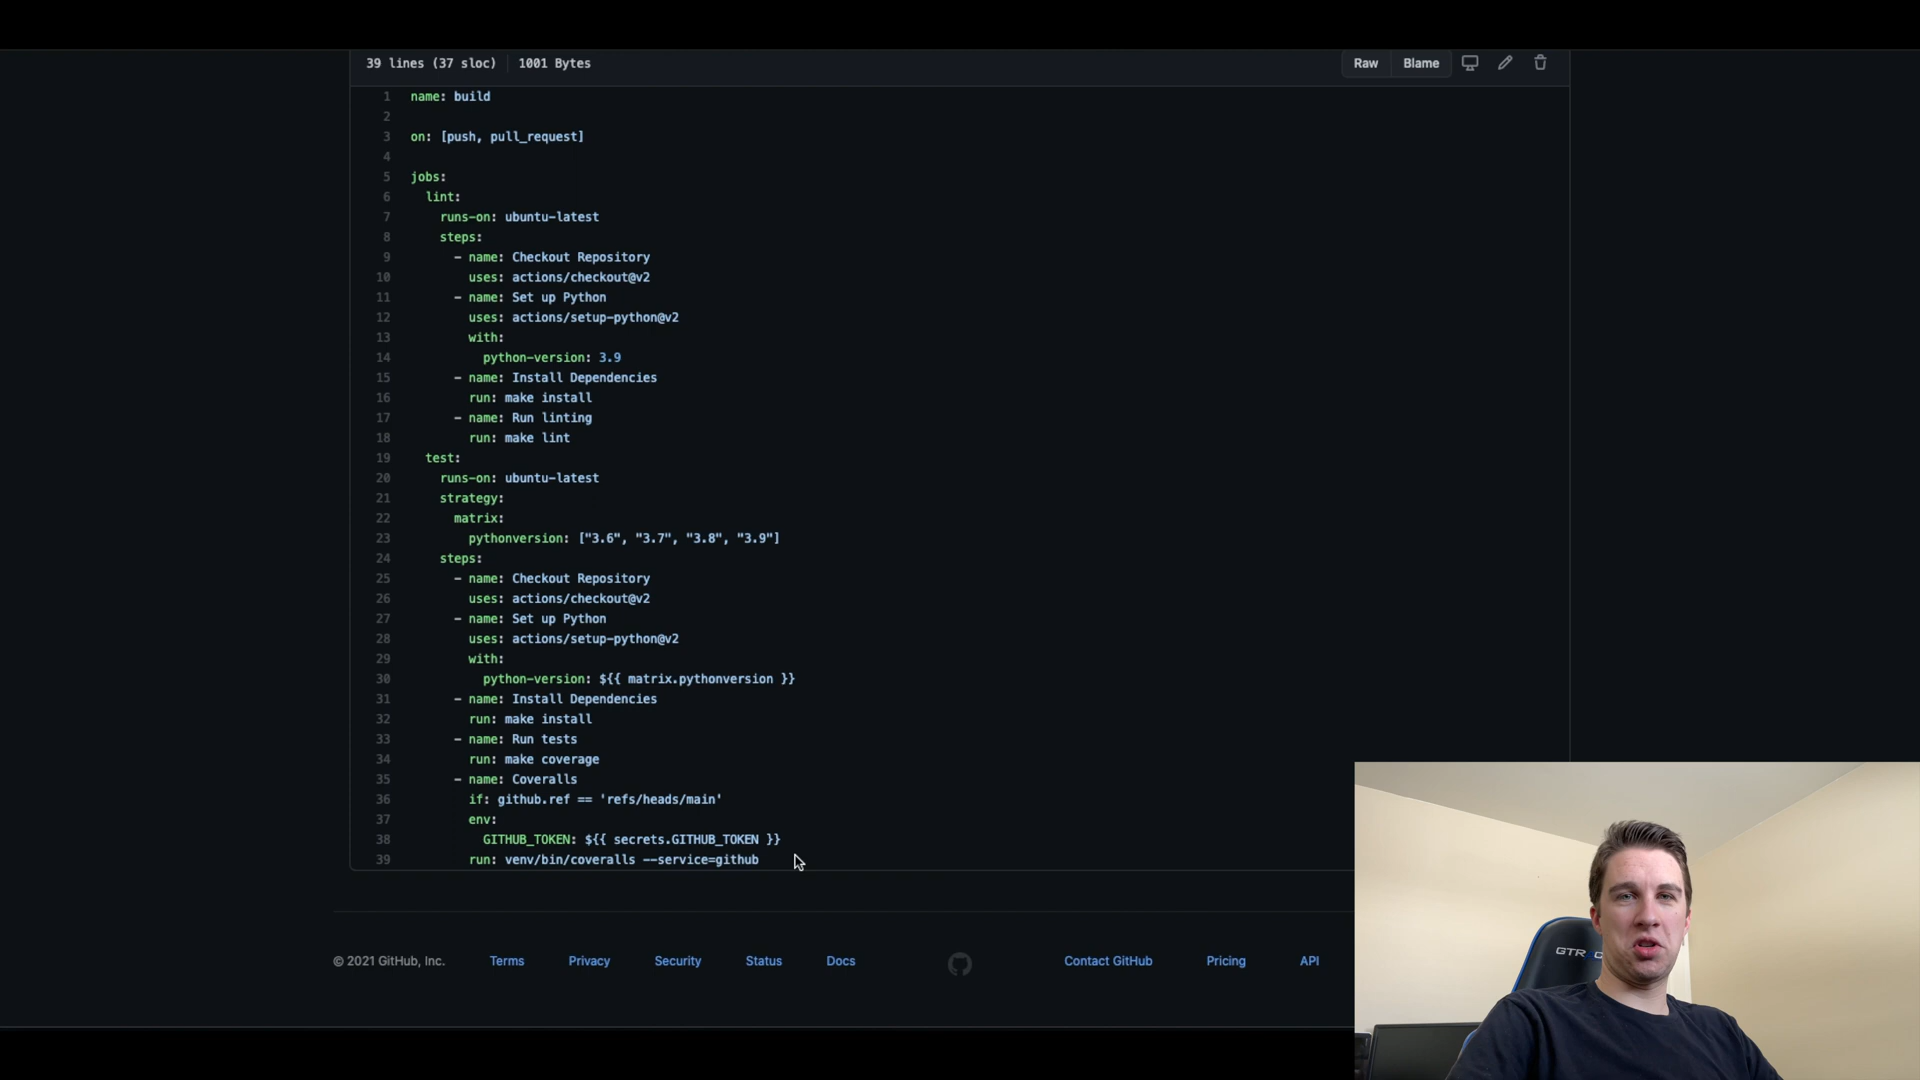 39 lines (37 sloc) 1001 Bytes
Raw Blame
1 name: build
2
3 on: [push, pull_request]
4
5 jobs:
6 lint:
7 runs-on: ubuntu-latest
8 steps:
9 - name: Checkout Repository
10 uses: actions/checkout@v2
11 - name: Set up Python
12 uses: actions/setup-python@v2
13 with:
14 python-version: 3.9
15 - name: Install Dependencies
16 run: make install
17 - name: Run linting
18 run: make lint
19 test:
20 runs-on: ubuntu-latest
21 strategy:
22 matrix:
23 pythonversion: ["3.6", "3.7", "3.8", "3.9"]
24 steps:
25 - name: Checkout Repository
26 uses: actions/checkout@v2
27 - name: Set up Python
28 uses: actions/setup-python@v2
29 with:
30 python-version: ${{ matrix.pythonversion }}
31 - name: Install Dependencies
32 run: make install
33 - name: Run tests
34 run: make coverage
35 - name: Coveralls
36 if: github.ref == 'refs/heads/main'
37 env:
38 GITHUB_TOKEN: ${{ secrets.GITHUB_TOKEN }}
39 run: venv/bin/coveralls --service=github
© 2021 GitHub, Inc. Terms Privacy Security Status Docs Contact GitHub Pricing API